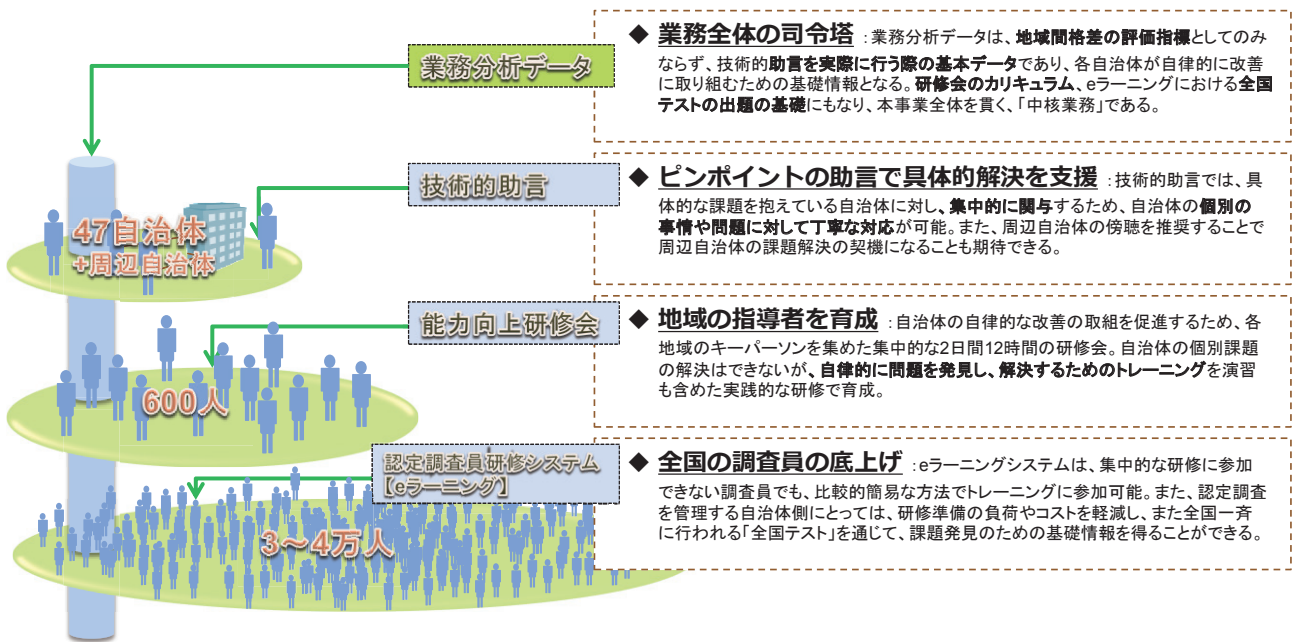 業務分析データ
◆ 業務全体の司令塔 ：業務分析データは、地域間格差の評価指標としてのみ
ならず、技術的助言を実際に行う際の基本データであり、各自治体が自律的に改善
に取り組むための基礎情報となる。研修会のカリキュラム、eラーニングにおける全国
テストの出題の基礎にもなり、本事業全体を貫く、「中核業務」である。
47自治体
+周辺自治体
技術的助言
◆ ピンポイントの助言で具体的解決を支援 ：技術的助言では、具
体的な課題を抱えている自治体に対し、集中的に関与するため、自治体の個別の
事情や問題に対して丁寧な対応が可能。また、周辺自治体の傍聴を推奨することで
周辺自治体の課題解決の契機になることも期待できる。
600人
能力向上研修会
◆ 地域の指導者を育成 ：自治体の自律的な改善の取組を促進するため、各
地域のキーパーソンを集めた集中的な2日間12時間の研修会。自治体の個別課題
の解決はできないが、自律的に問題を発見し、解決するためのトレーニングを演習
も含めた実践的な研修で育成。
3～4万人
認定調査員研修システム
【eラーニング】
◆ 全国の調査員の底上げ ：eラーニングシステムは、集中的な研修に参加
できない調査員でも、比較的簡易な方法でトレーニングに参加可能。また、認定調査
を管理する自治体側にとっては、研修準備の負荷やコストを軽減し、また全国一斉
に行われる「全国テスト」を通じて、課題発見のための基礎情報を得ることができる。